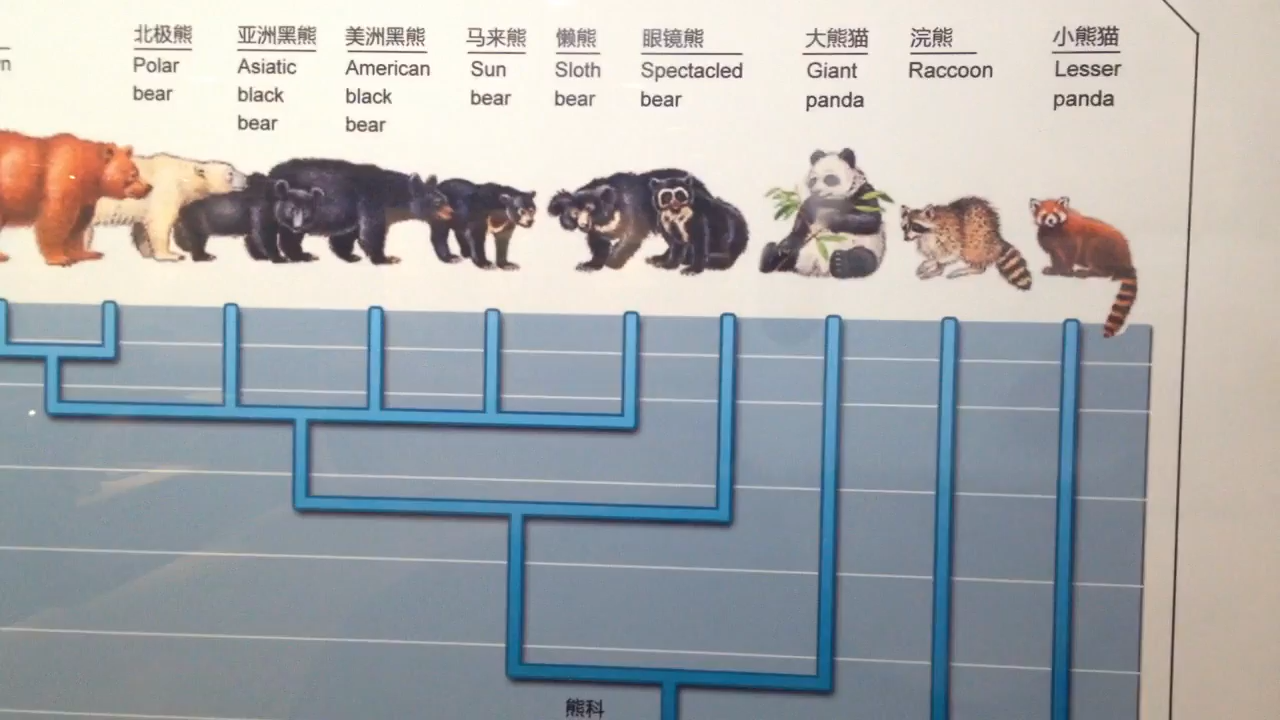 北极熊
Polar
bear
亚洲黑熊
Asiatic
black
bear
美洲黑熊
American
black
bear
马来熊
Sun
bear
懒熊
Sloth
bear
眼镜熊
Spectacled
bear
大熊猫
Giant
panda
浣熊
Raccoon
小熊猫
Lesser
panda
熊科